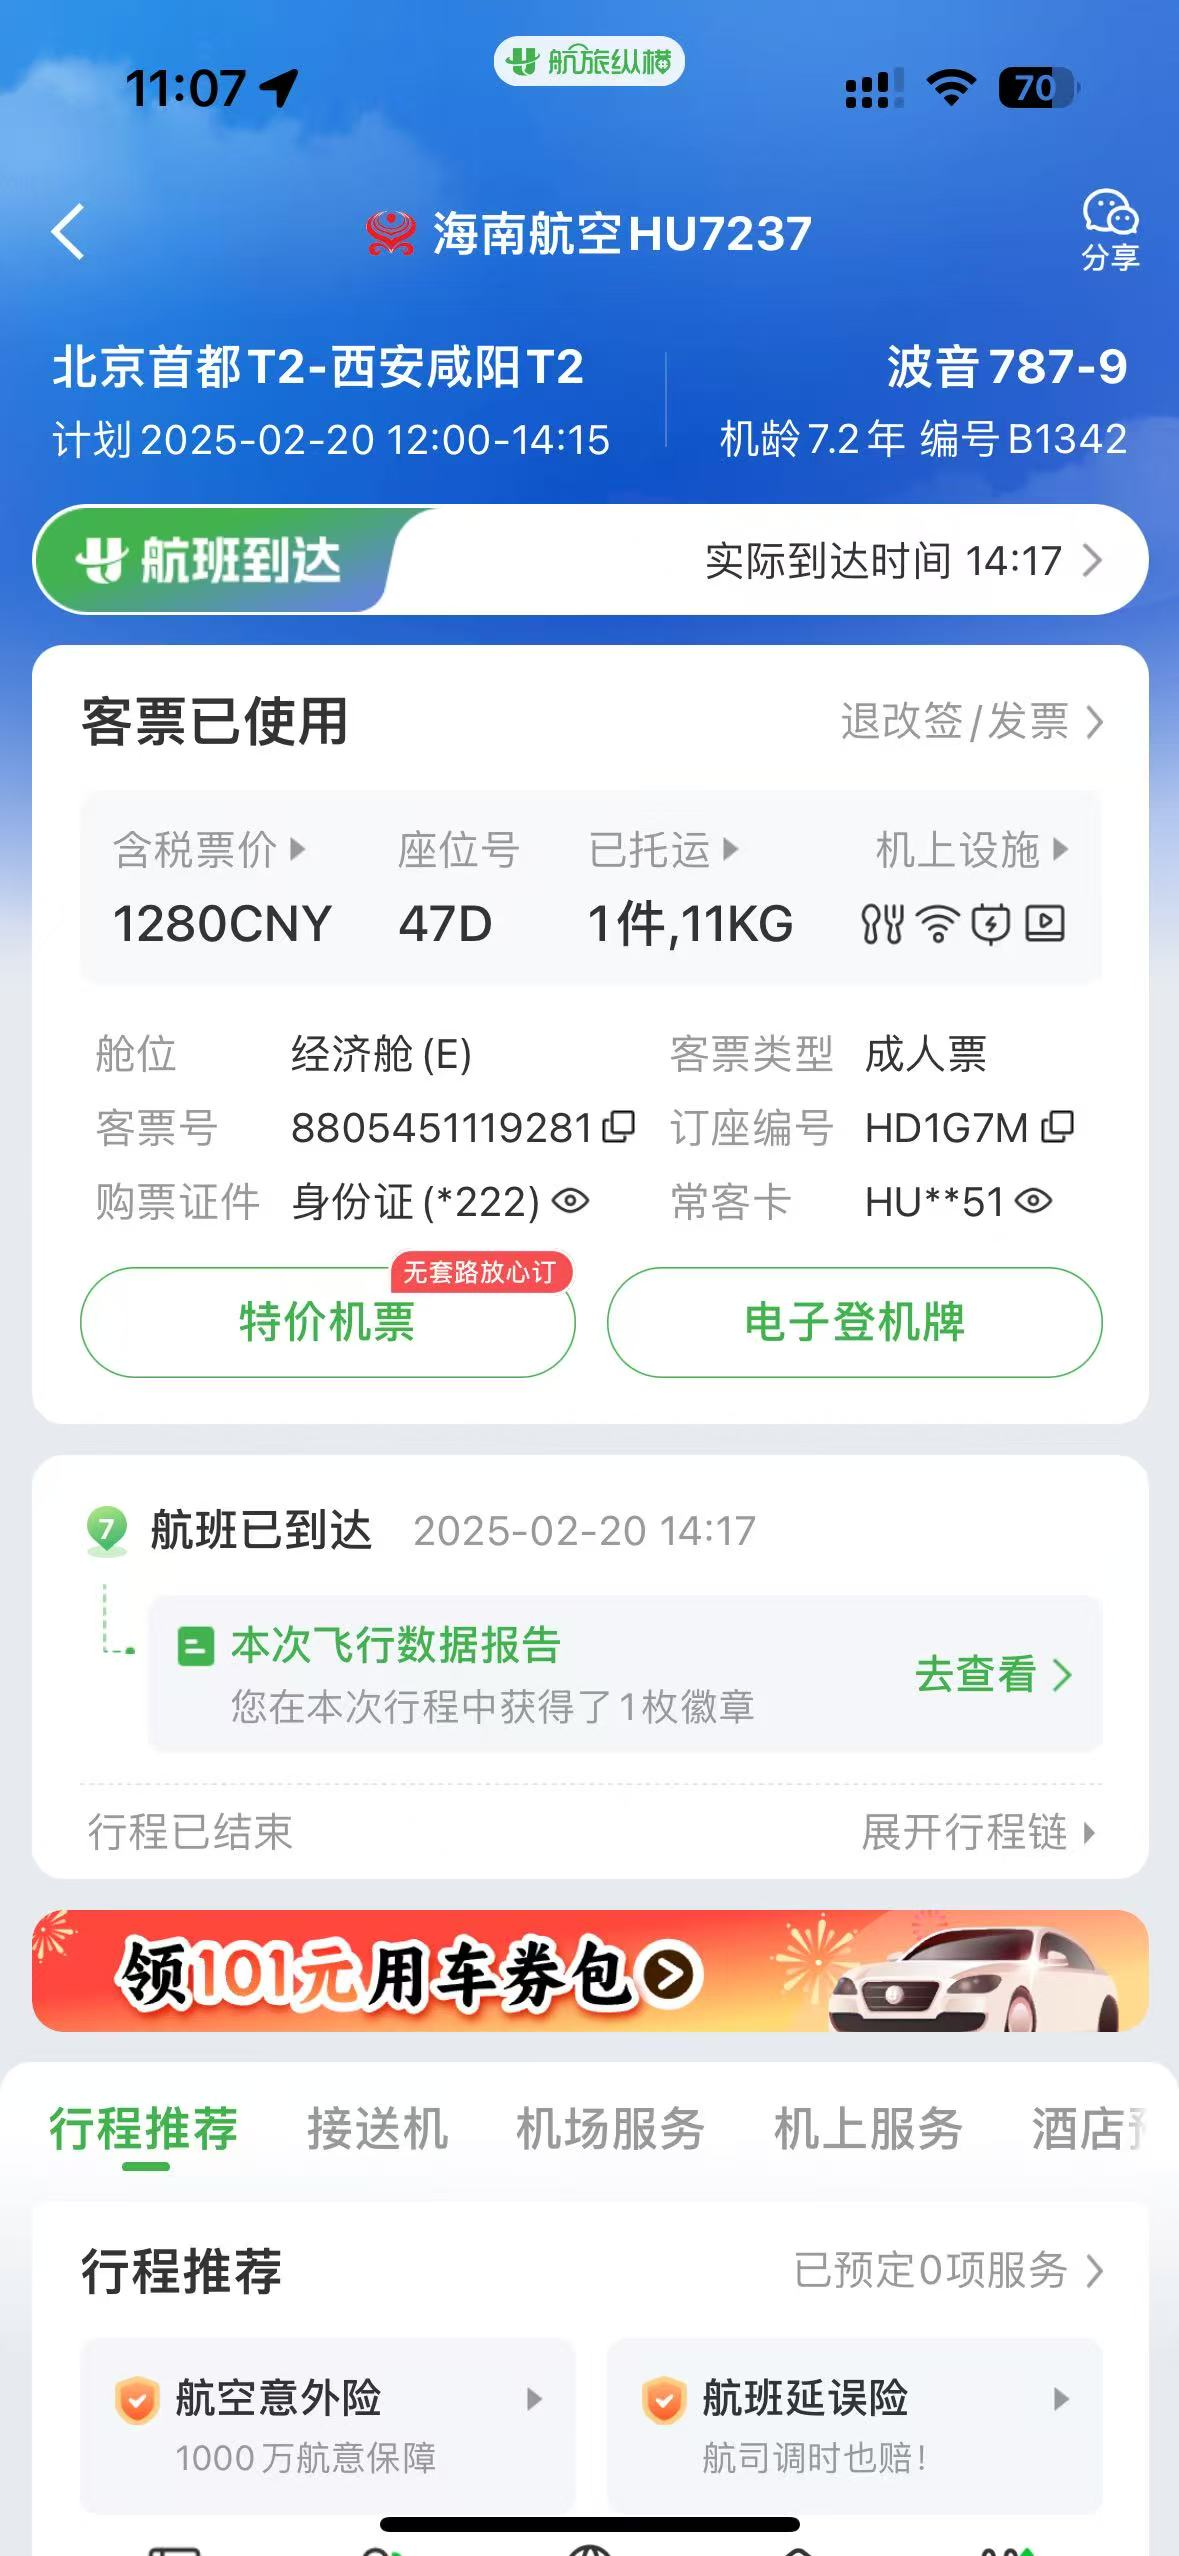 航旅纵横
11:07
70
海南航空HU7237
分享
北京首都T2-西安咸阳T2
波音787-9
计划2025-02-20 12:00-14:15
机龄7.2年 编号B1342
航班到达
实际到达时间 14:17
客票已使用
退改签/发票
含税票价
座位号
已托运
机上设施
1280CNY
47D
1件,11KG
舱位 经济舱(E)
客票类型 成人票
客票号 8805451119281
订座编号 HD1G7M
购票证件 身份证(*222)
常客卡 HU**51
无套路放心订
特价机票
电子登机牌
7
航班已到达 2025-02-20 14:17
本次飞行数据报告
您在本次行程中获得了1枚徽章
去查看
行程已结束
展开行程链
领101元用车券包
行程推荐
接送机
机场服务
机上服务
酒店预
行程推荐
已预定0项服务
航空意外险
1000万航意保障
航班延误险
航司调时也赔!